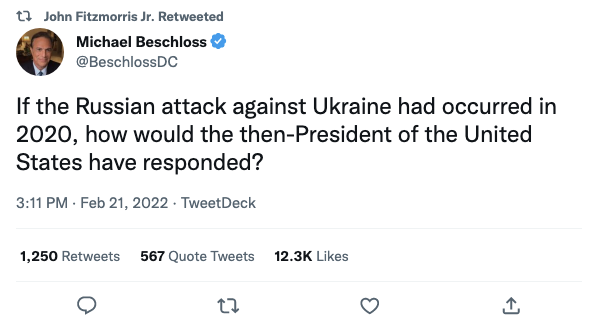 John Fitzmorris Jr. Retweeted
Michael Beschloss
@BeschlossDC
If the Russian attack against Ukraine had occurred in
2020, how would the then-President of the United
States have responded?
3:11 PM · Feb 21, 2022 · TweetDeck
1,250 Retweets 567 Quote Tweets 12.3K Likes